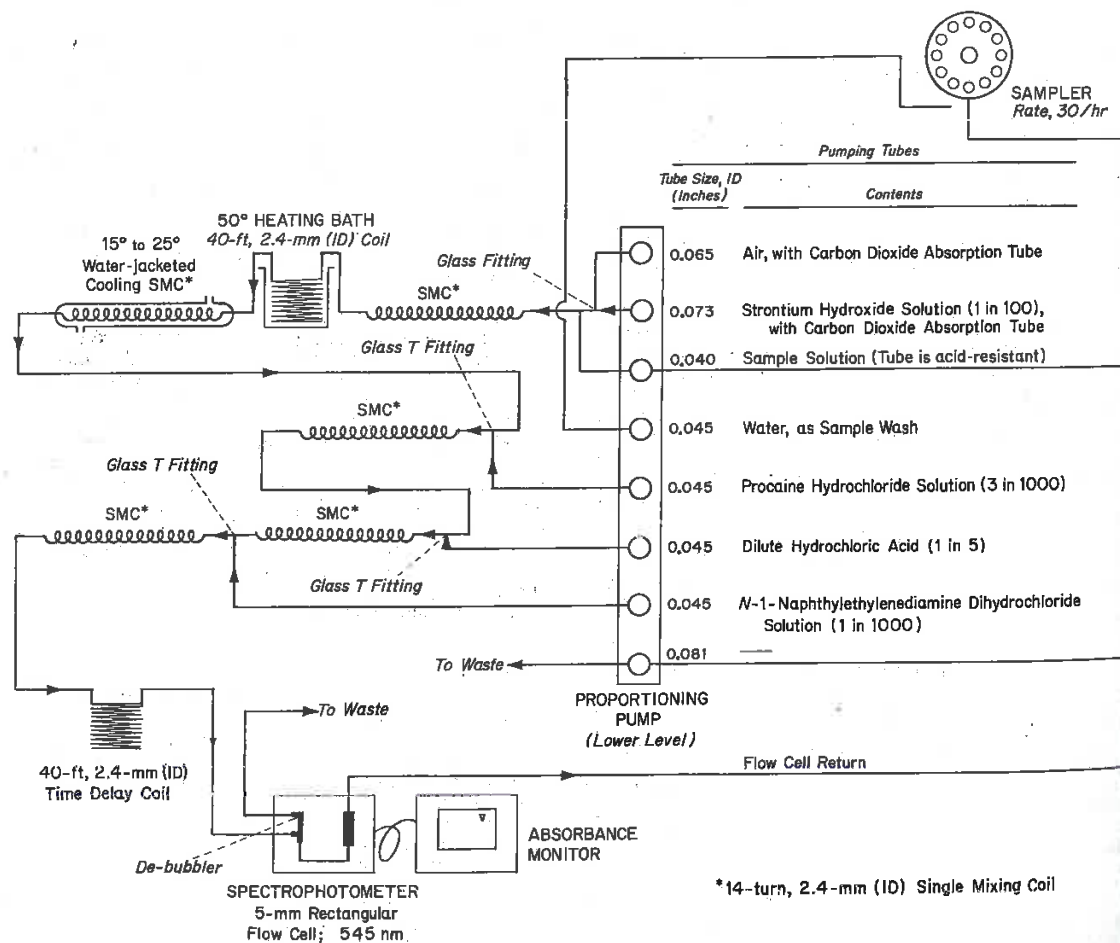 SAMPLER
Rate, 30/hr
Pumping Tubes
Tube Size, ID
(Inches)
Contents
50° HEATING BATH
40-ft, 2.4-mm (ID) Coil
15° to 25°
Water-jacketed
Cooling SMC*
Glass Fitting
SMC*
0.065 Air, with Carbon Dioxide Absorption Tube
0.073 Strontium Hydroxide Solution (1 in 100),
with Carbon Dioxide Absorption Tube
Glass T Fitting
0.040 Sample Solution (Tube is acid-resistant)
SMC*
0.045 Water, as Sample Wash
Glass T Fitting
0.045 Procaine Hydrochloride Solution (3 in 1000)
SMC*
SMC*
0.045 Dilute Hydrochloric Acid (1 in 5)
Glass T Fitting
0.045 N-1-Naphthylethylenediamine Dihydrochloride
Solution (1 in 1000)
To Waste
0.081
PROPORTIONING
PUMP
(Lower Level)
To Waste
40-ft, 2.4-mm (ID)
Time Delay Coil
Flow Cell Return
De-bubbler
ABSORBANCE
MONITOR
SPECTROPHOTOMETER
5-mm Rectangular
Flow Cell; 545 nm
*14-turn, 2.4-mm (ID) Single Mixing Coil